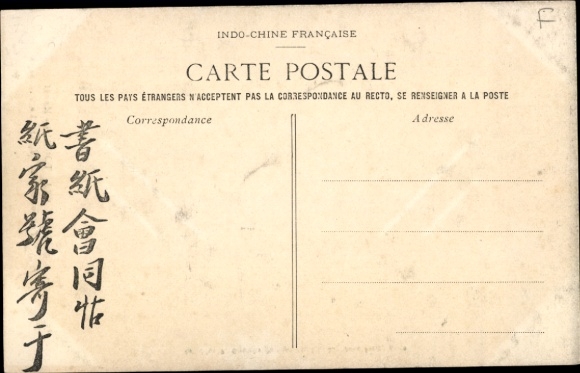 F
INDO-CHINE FRANÇAISE
CARTE POSTALE
TOUS LES PAYS ÉTRANGERS N'ACCEPTENT PAS LA CORRESPONDANCE AU RECTO, SE RENSEIGNER A LA POSTE
Correspondance
Adresse
書紙會同怗
紙家號寄于